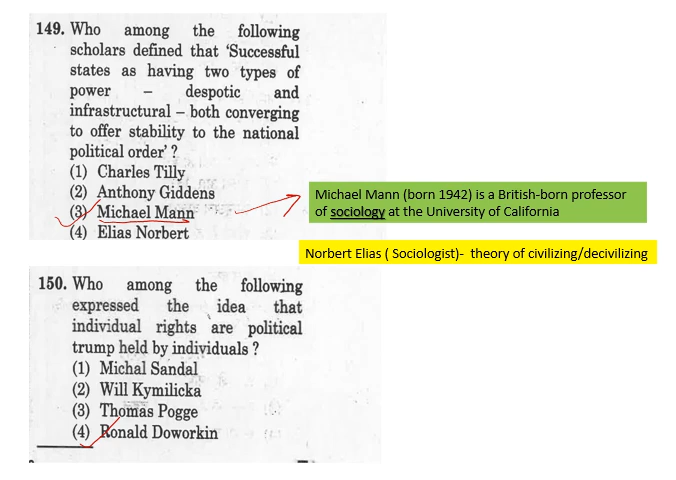 149. Who among the following
scholars defined that ‘Successful
states as having two types of
power – despotic and
infrastructural – both converging
to offer stability to the national
political order’ ?
(1) Charles Tilly
(2) Anthony Giddens
(3) Michael Mann
(4) Elias Norbert
Michael Mann (born 1942) is a British-born professor
of sociology at the University of California
Norbert Elias ( Sociologist)- theory of civilizing/decivilizing
150. Who among the following
expressed the idea that
individual rights are political
trump held by individuals ?
(1) Michal Sandal
(2) Will Kymilicka
(3) Thomas Pogge
(4) Ronald Doworkin